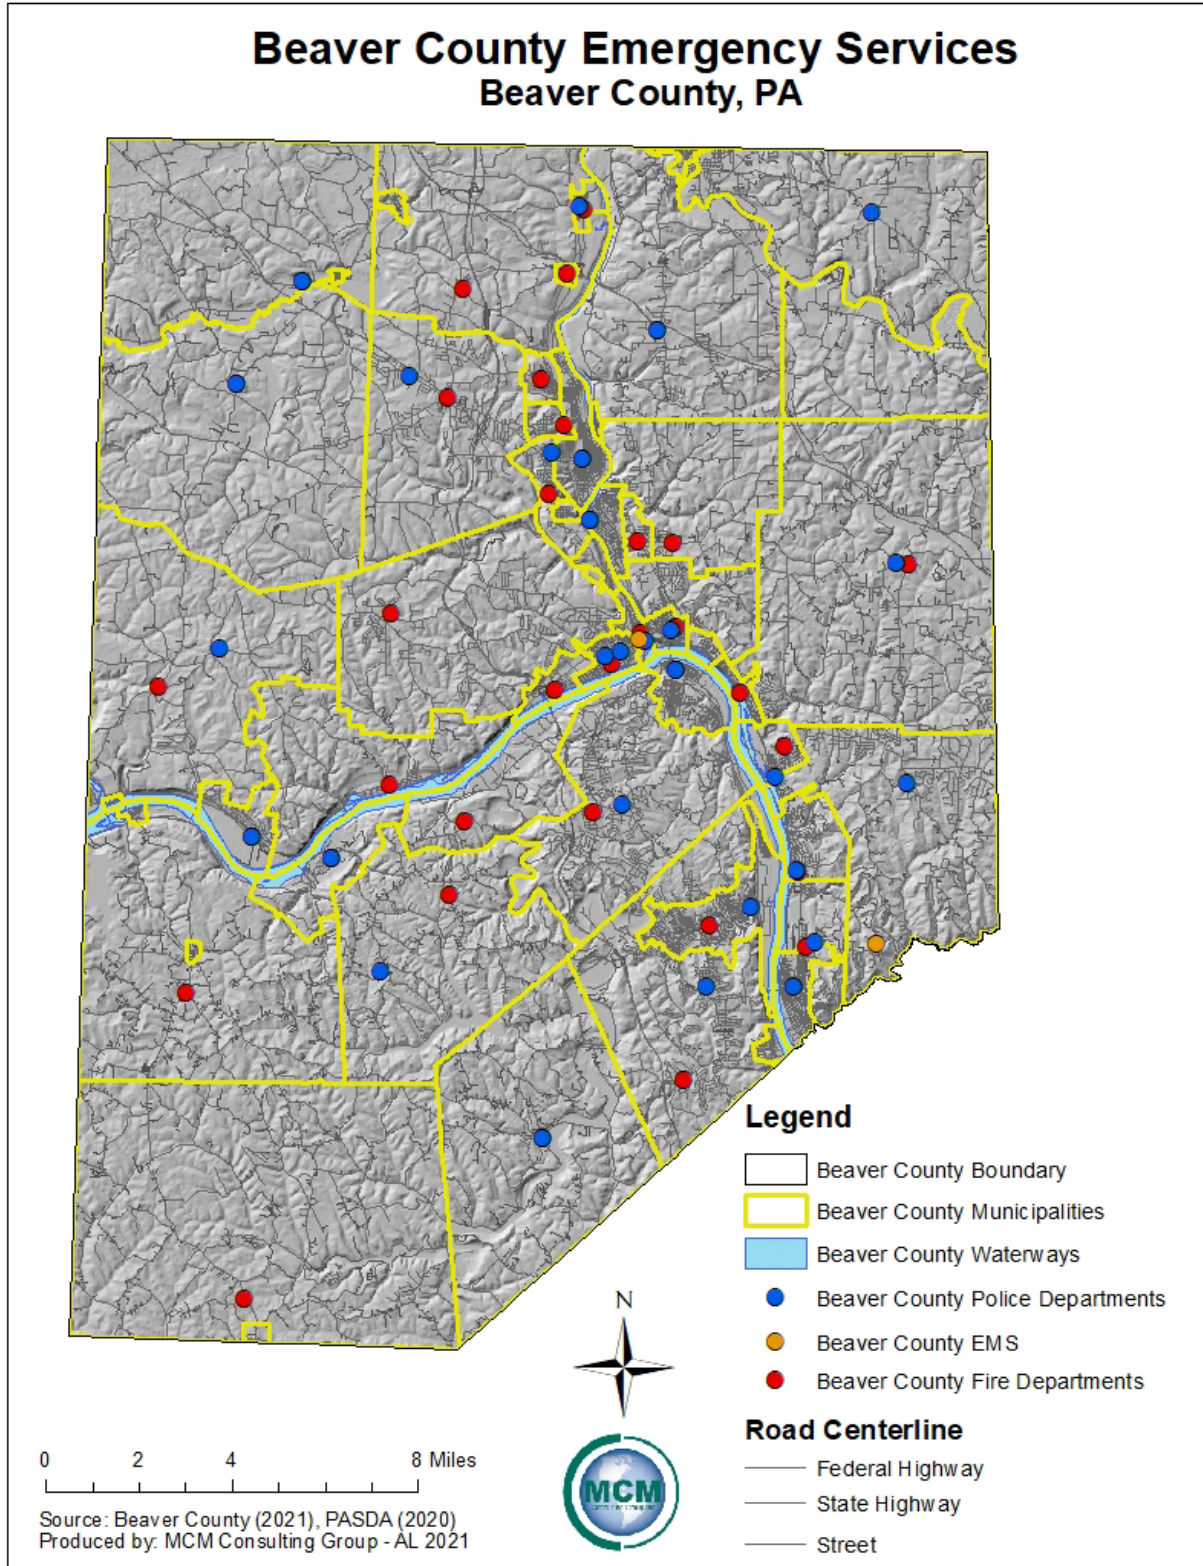 Beaver County Emergency Services
Beaver County, PA
Legend
Beaver County Boundary
Beaver County Municipalities
Beaver County Waterways
Beaver County Police Departments
Beaver County EMS
Beaver County Fire Departments
Road Centerline
Federal Highway
State Highway
Street
N
MCM
0 2 4 8 Miles
Source: Beaver County (2021), PASDA (2020)
Produced by: MCM Consulting Group - AL 2021